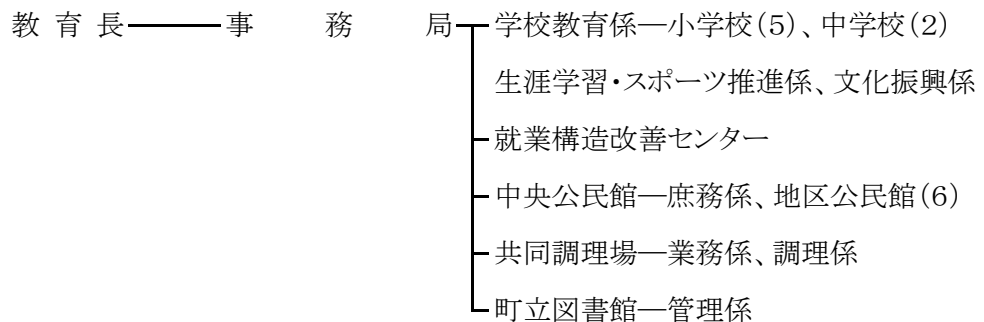 教育長―――事務局 学校教育係―小学校(5)、中学校(2)
生涯学習・スポーツ推進係、文化振興係
就業構造改善センター
中央公民館―庶務係、地区公民館(6)
共同調理場―業務係、調理係
町立図書館―管理係